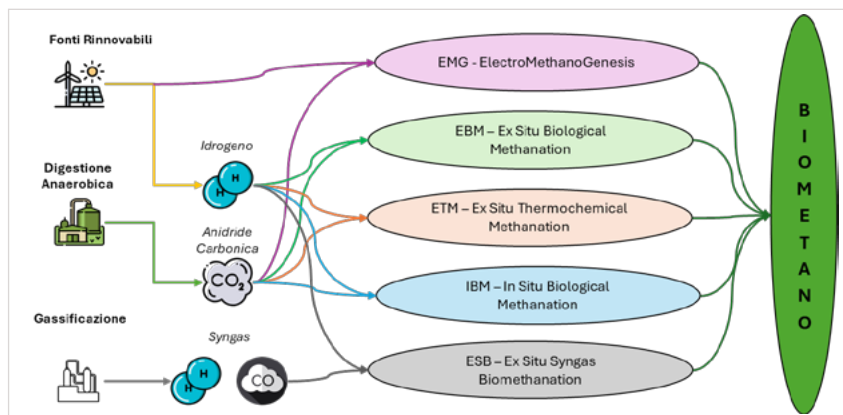 Fonti Rinnovabili
EMG - ElectroMethanoGenesis
Idrogeno
H
H
EBM – Ex Situ Biological
Methanation
Digestione
Anaerobica
ETM – Ex Situ Thermochemical
Methanation
Anidride
Carbonica
CO₂
IBM – In Situ Biological
Methanation
Gassificazione
Syngas
H
H
CO
ESB – Ex Situ Syngas
Biomethanation
BIOMETANO